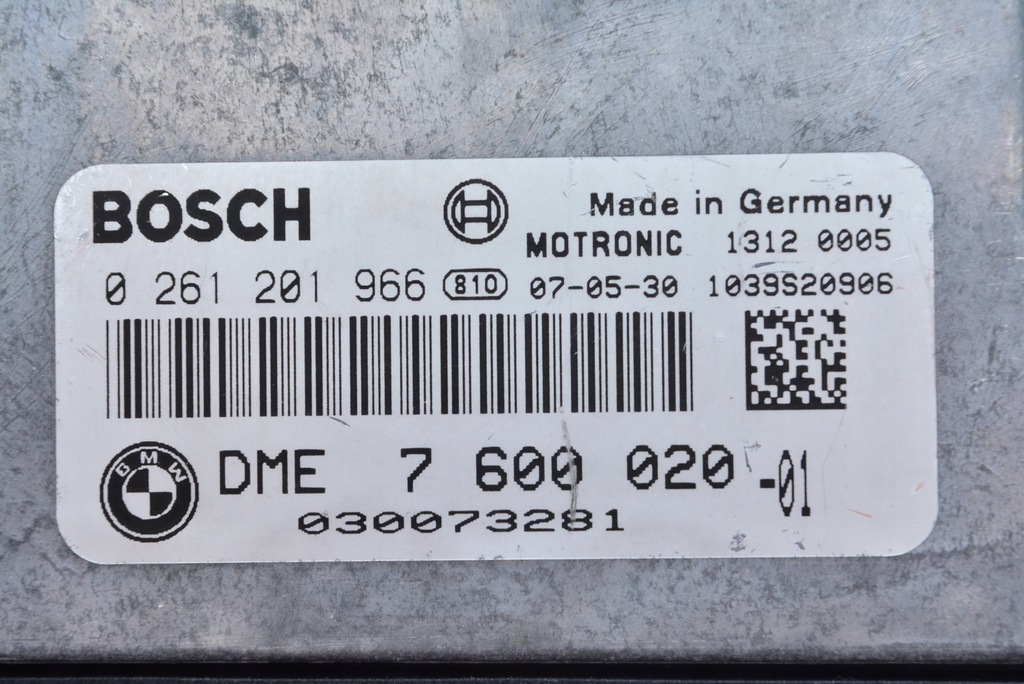 BOSCH
Made in Germany
MOTRONIC 1312 0005
0 261 201 966 810 07-05-30 1039S20906
BMW
DME 7 600 020 -01
030073281